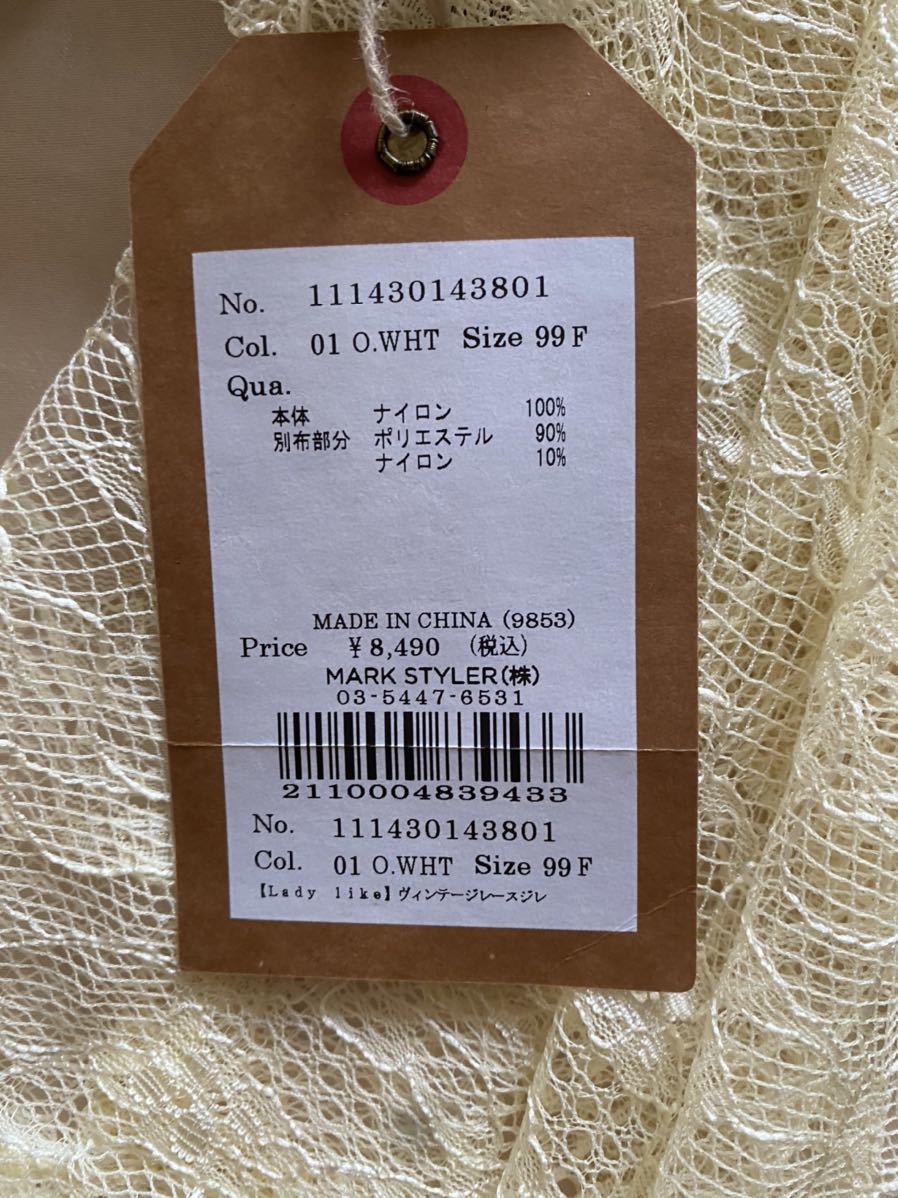 No. 111430143801
Col. 01 O.WHT Size 99 F
Qua.
本体 ナイロン 100%
別布部分 ポリエステル 90%
ナイロン 10%
MADE IN CHINA (9853)
Price ¥8,490 (税込)
MARK STYLER(株)
03-5447-6531
2110004839433
No. 111430143801
Col. 01 O.WHT Size 99 F
【Lady like】ヴィンテージレースジレ